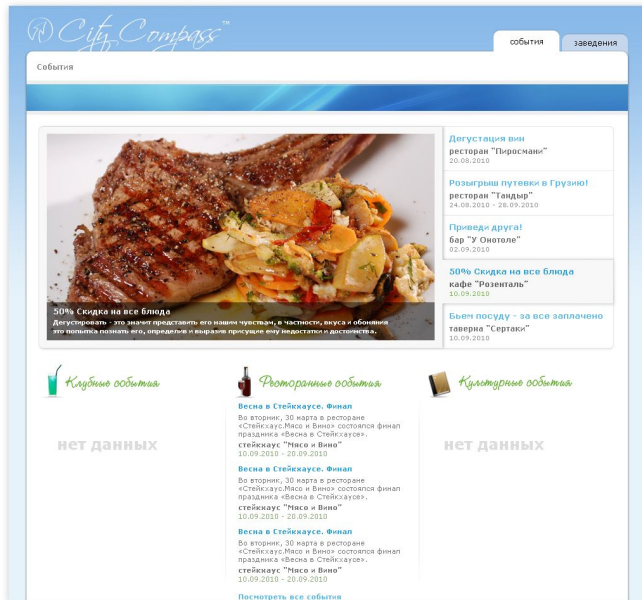 City Compass™
события
заведения
События
Дегустация вин
ресторан "Пиросмани"
20.08.2010
Розыгрыш путевки в Грузию!
ресторан "Тандыр"
24.08.2010 - 28.09.2010
Приведи друга!
бар "У Онотоле"
02.09.2010
50% Скидка на все блюда
кафе "Розенталь"
10.09.2010
Бьем посуду - за все заплачено
таверна "Сертаки"
10.09.2010
50% Скидка на все блюда
Дегустировать - это значит представить его нашим чувствам, в частности, вкуса и обоняния
это попытка познать его, определив и выразив присущие ему недостатки и достоинства.
Клубные события
нет данных
Ресторанные события
Весна в Стейкхаусе. Финал
Во вторник, 30 марта в ресторане
«Стейкхаус.Мясо и Вино» состоялся финал
праздника «Весна в Стейкхаусе».
стейкхаус "Мясо и Вино"
10.09.2010 - 20.09.2010
Весна в Стейкхаусе. Финал
Во вторник, 30 марта в ресторане
«Стейкхаус.Мясо и Вино» состоялся финал
праздника «Весна в Стейкхаусе».
стейкхаус "Мясо и Вино"
10.09.2010 - 20.09.2010
Весна в Стейкхаусе. Финал
Во вторник, 30 марта в ресторане
«Стейкхаус.Мясо и Вино» состоялся финал
праздника «Весна в Стейкхаусе».
стейкхаус "Мясо и Вино"
10.09.2010 - 20.09.2010
Посмотреть все события
Культурные события
нет данных